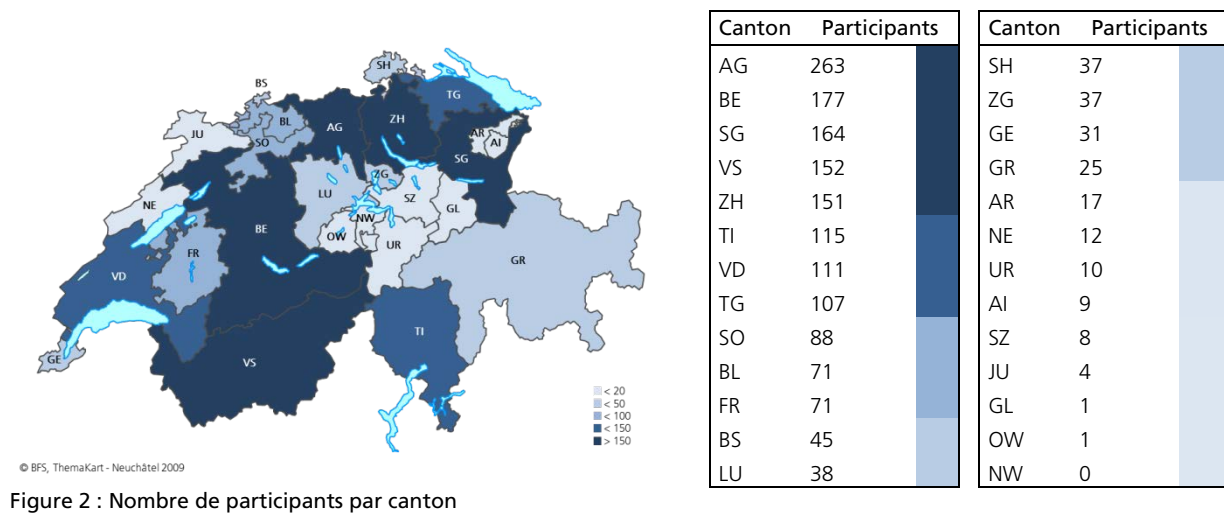 SH
BS
TG
BL
ZH
AG
JU
SO
AR
AI
SG
ZG
LU
SZ
NE
GL
NW
BE
OW
UR
FR
GR
VD
TI
GE
VS
< 20
< 50
< 100
< 150
> 150
© BFS, ThemaKart - Neuchâtel 2009
Figure 2 : Nombre de participants par canton
Canton Participants
AG 263
BE 177
SG 164
VS 152
ZH 151
TI 115
VD 111
TG 107
SO 88
BL 71
FR 71
BS 45
LU 38
Canton Participants
SH 37
ZG 37
GE 31
GR 25
AR 17
NE 12
UR 10
AI 9
SZ 8
JU 4
GL 1
OW 1
NW 0